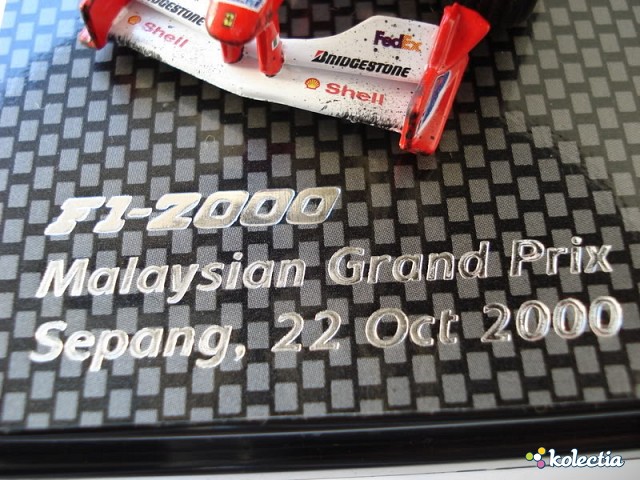 BRIDGESTONE
Shell
FedEx
BRIDGESTONE
Shell
F1-2000
Malaysian Grand Prix
Sepang, 22 Oct 2000
kolectia